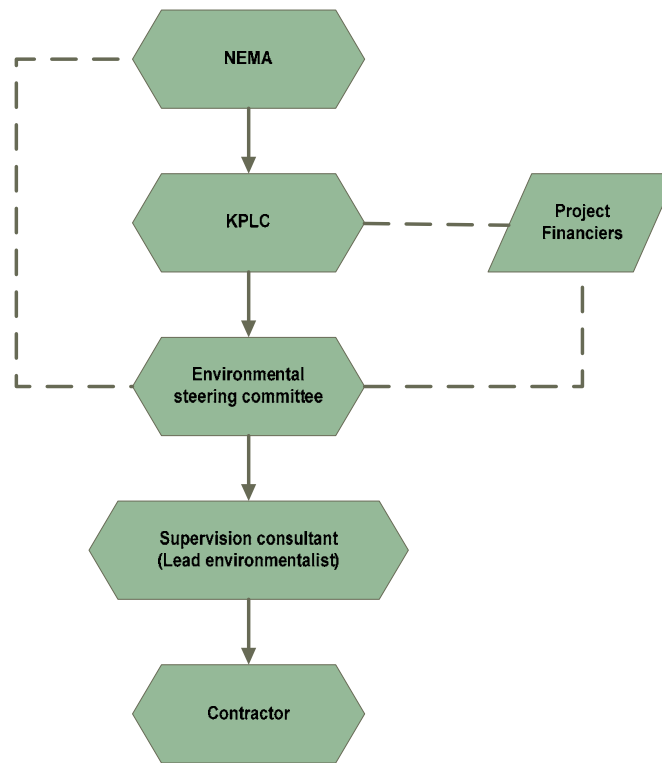 NEMA
KPLC
Project
Financiers
Environmental
steering committee
Supervision consultant
(Lead environmentalist)
Contractor